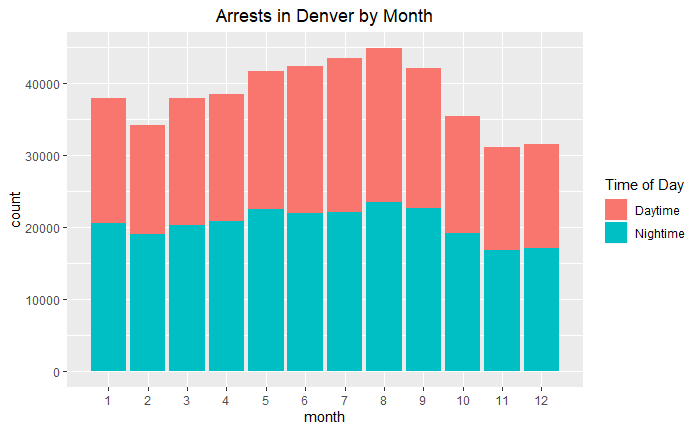 Arrests in Denver by Month
count
40000
30000
20000
10000
0
1 2 3 4 5 6 7 8 9 10 11 12
month
Time of Day
Daytime
Nightime